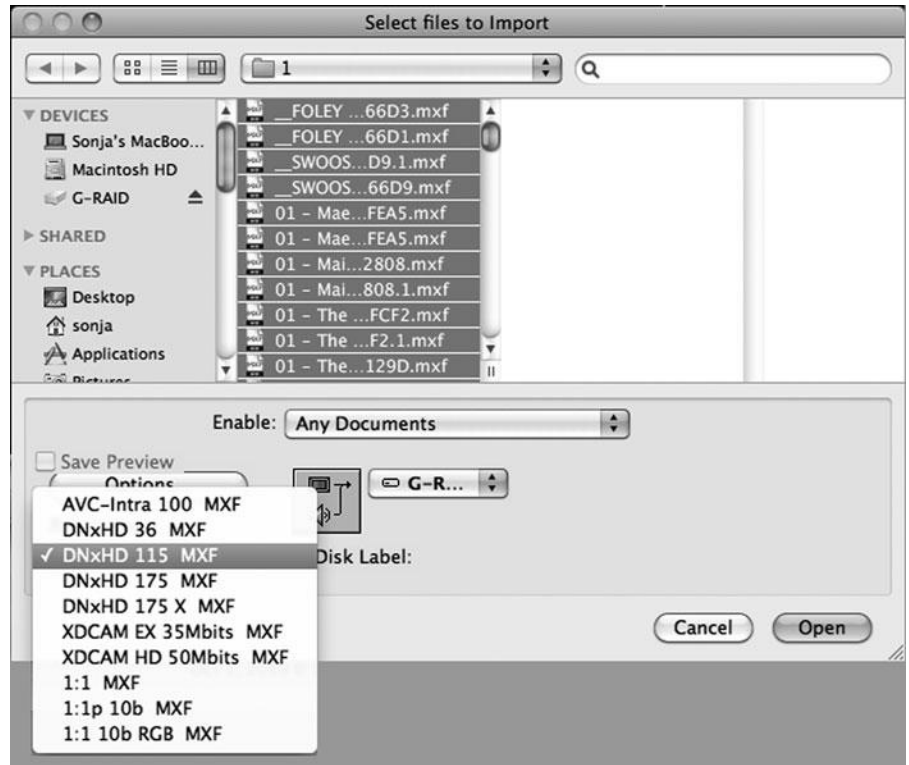 Select files to Import
1
DEVICES
Sonja's MacBoo...
Macintosh HD
G-RAID
SHARED
PLACES
Desktop
sonja
Applications
Pictures
__FOLEY ...66D3.mxf
__FOLEY ...66D1.mxf
__SWOOS...D9.1.mxf
__SWOOS...66D9.mxf
01 – Mae...FEA5.mxf
01 – Mae...FEA5.mxf
01 – Mai...2808.mxf
01 – Mai...808.1.mxf
01 – The ...FCF2.mxf
01 – The ...F2.1.mxf
01 – The...129D.mxf
Enable: Any Documents
Save Preview
Options
G-R...
Disk Label:
AVC-Intra 100 MXF
DNxHD 36 MXF
✓ DNxHD 115 MXF
DNxHD 175 MXF
DNxHD 175 X MXF
XDCAM EX 35Mbits MXF
XDCAM HD 50Mbits MXF
1:1 MXF
1:1p 10b MXF
1:1 10b RGB MXF
Cancel
Open